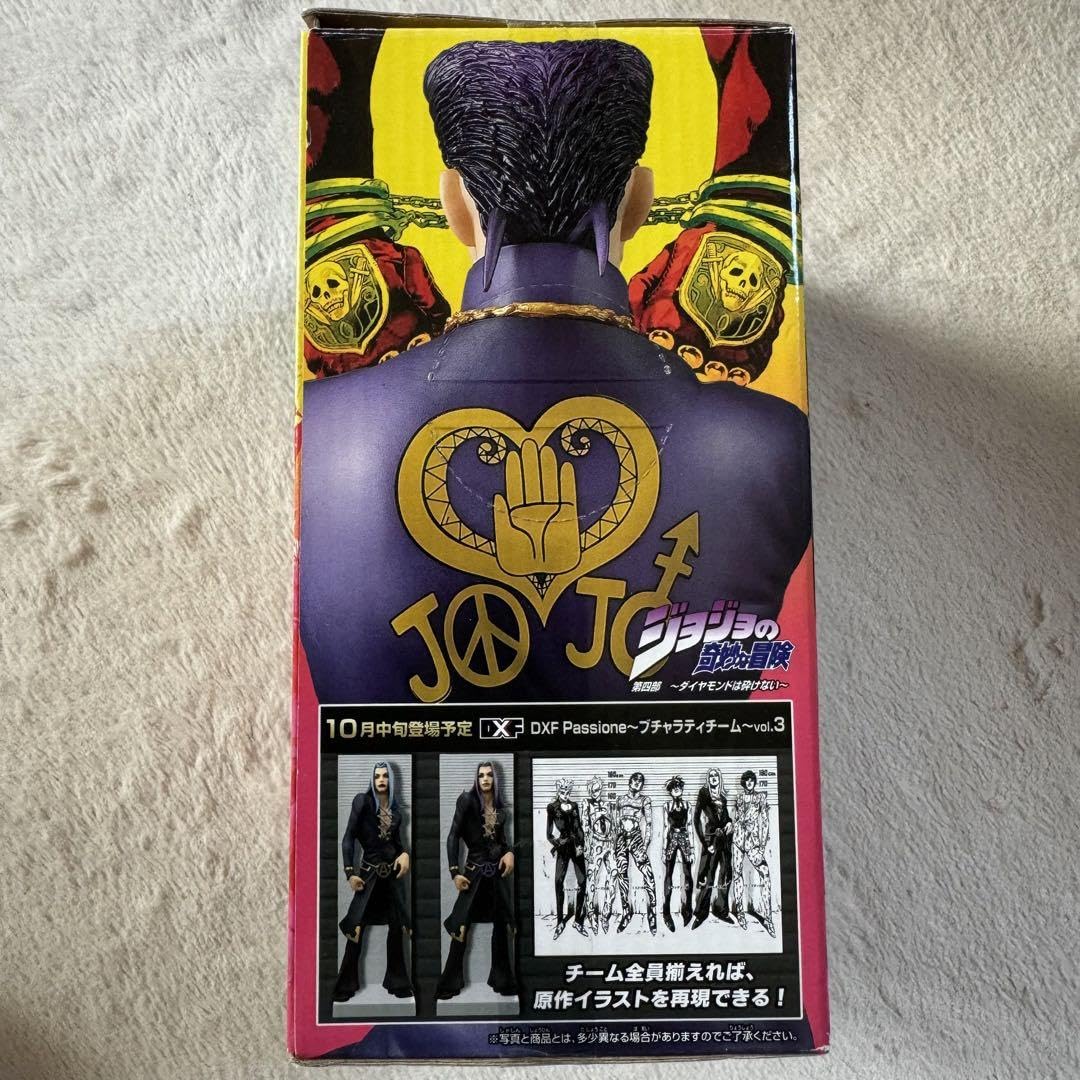 JOJO
ジョジョの
奇妙な冒険
第四部 ～ダイヤモンドは砕けない～
10月中旬登場予定 DXF DXF Passione～ブチャラティチーム～vol.3
180cm
170
160
180cm
170
チーム全員揃えれば、
原作イラストを再現できる！
※写真と商品とは、多少異なる場合がありますのでご了承ください。